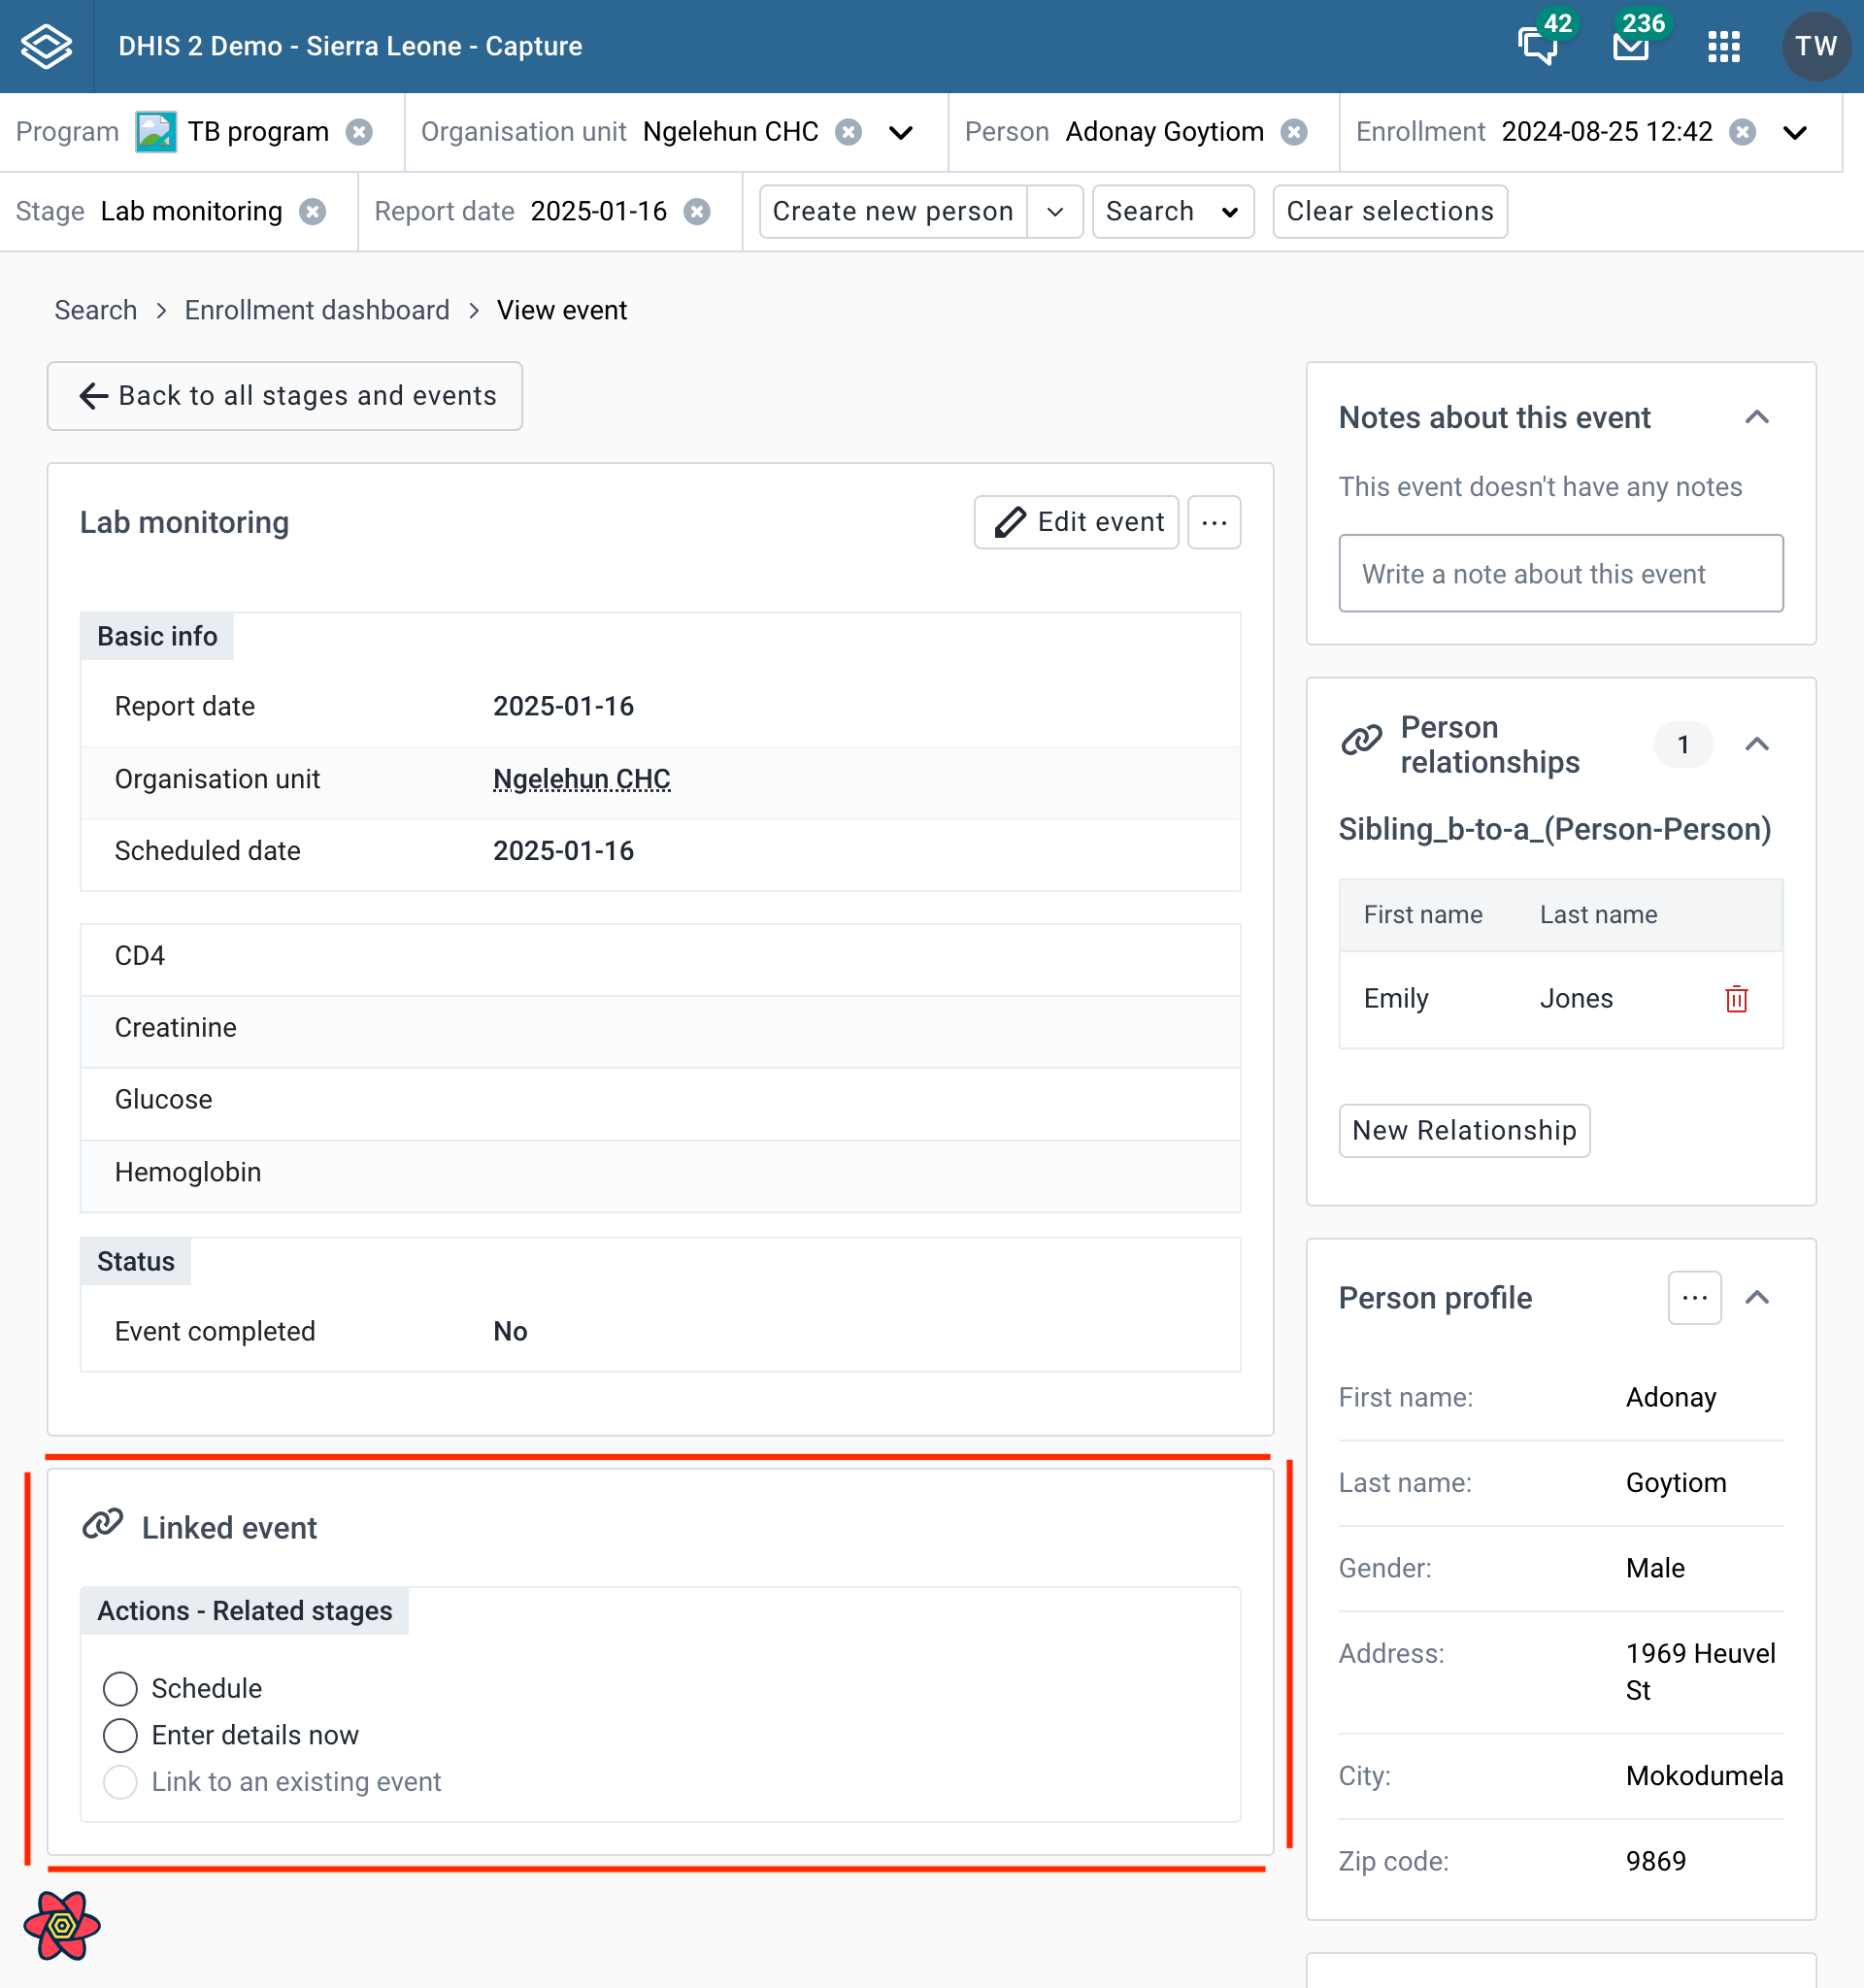 DHIS 2 Demo - Sierra Leone - Capture
42
236
TW
Program TB program
Organisation unit Ngelehun CHC
Person Adonay Goytiom
Enrollment 2024-08-25 12:42
Stage Lab monitoring
Report date 2025-01-16
Create new person
Search
Clear selections
Search > Enrollment dashboard > View event
Back to all stages and events
Lab monitoring
Edit event
Basic info
Report date 2025-01-16
Organisation unit Ngelehun CHC
Scheduled date 2025-01-16
CD4
Creatinine
Glucose
Hemoglobin
Status
Event completed No
Linked event
Actions - Related stages
Schedule
Enter details now
Link to an existing event
Notes about this event
This event doesn't have any notes
Write a note about this event
Person
relationships
1
Sibling_b-to-a_(Person-Person)
First name Last name
Emily Jones
New Relationship
Person profile
First name: Adonay
Last name: Goytiom
Gender: Male
Address: 1969 Heuvel
St
City: Mokodumela
Zip code: 9869